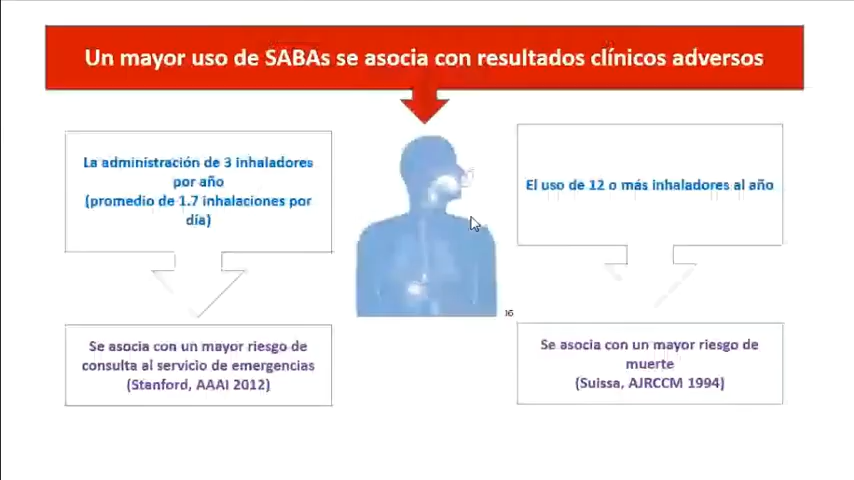 Un mayor uso de SABAs se asocia con resultados clínicos adversos
La administración de 3 inhaladores
por año
(promedio de 1.7 inhalaciones por
día)
El uso de 12 o más inhaladores al año
Se asocia con un mayor riesgo de
consulta al servicio de emergencias
(Stanford, AAAI 2012)
Se asocia con un mayor riesgo de
muerte
(Suissa, AJRCCM 1994)